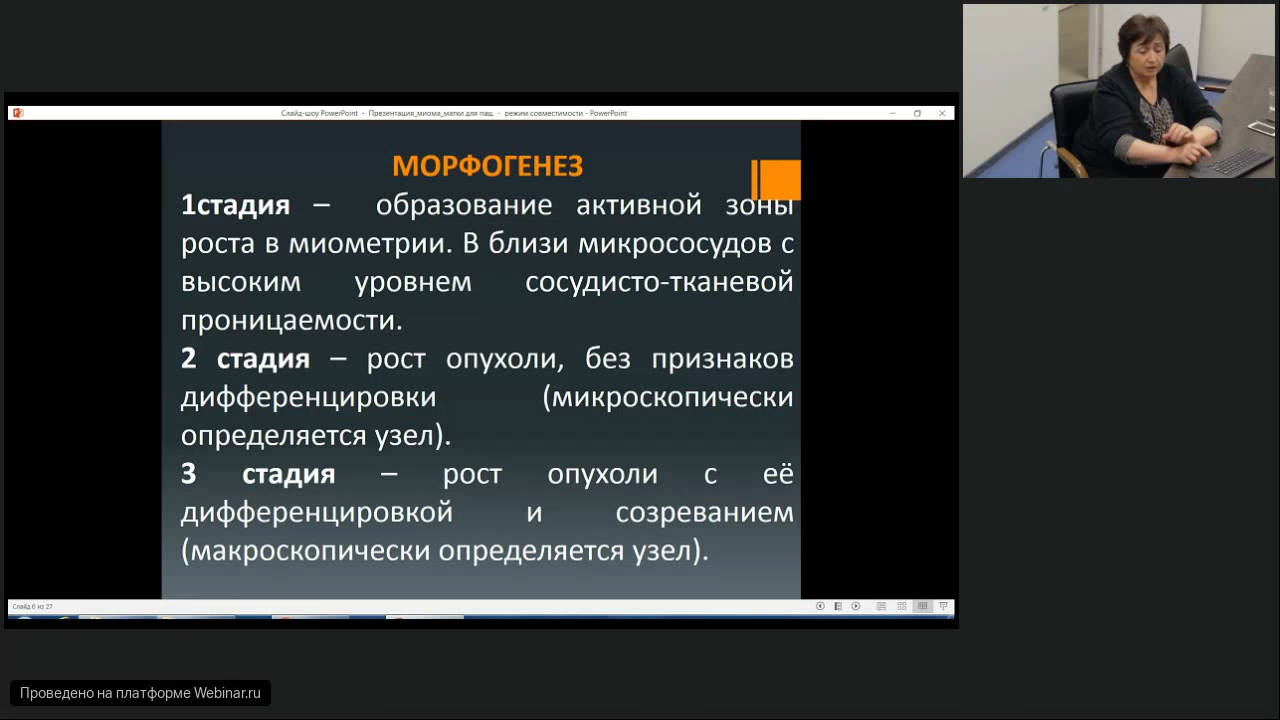 Слайд-шоу PowerPoint - Презентация_миома_матки для пац. - режим совместимости - PowerPoint
МОРФОГЕНЕЗ
1стадия – образование активной зоны
роста в миометрии. В близи микрососудов с
высоким уровнем сосудисто-тканевой
проницаемости.
2 стадия – рост опухоли, без признаков
дифференцировки (микроскопически
определяется узел).
3 стадия – рост опухоли с её
дифференцировкой и созреванием
(макроскопически определяется узел).
Слайд 6 из 27
Проведено на платформе Webinar.ru